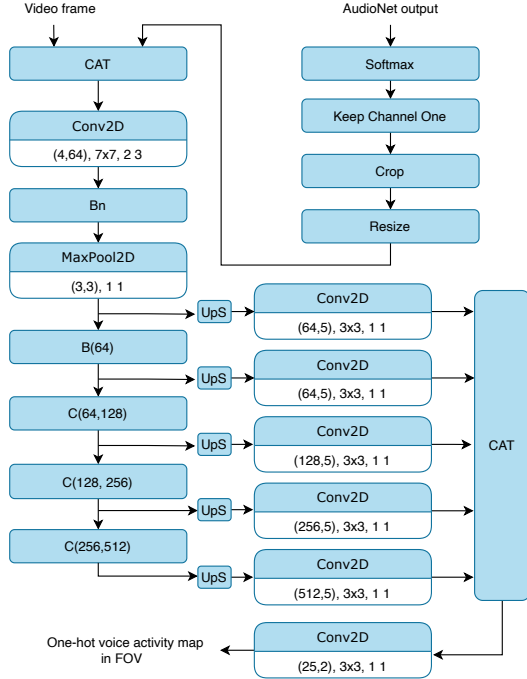 Video frame
AudioNet output
CAT
Softmax
Conv2D
(4,64), 7x7, 2 3
Keep Channel One
Bn
Crop
MaxPool2D
(3,3), 1 1
Resize
UpS
Conv2D
(64,5), 3x3, 1 1
B(64)
UpS
Conv2D
(64,5), 3x3, 1 1
C(64,128)
UpS
Conv2D
(128,5), 3x3, 1 1
CAT
C(128, 256)
UpS
Conv2D
(256,5), 3x3, 1 1
C(256,512)
UpS
Conv2D
(512,5), 3x3, 1 1
Conv2D
(25,2), 3x3, 1 1
One-hot voice activity map
in FOV